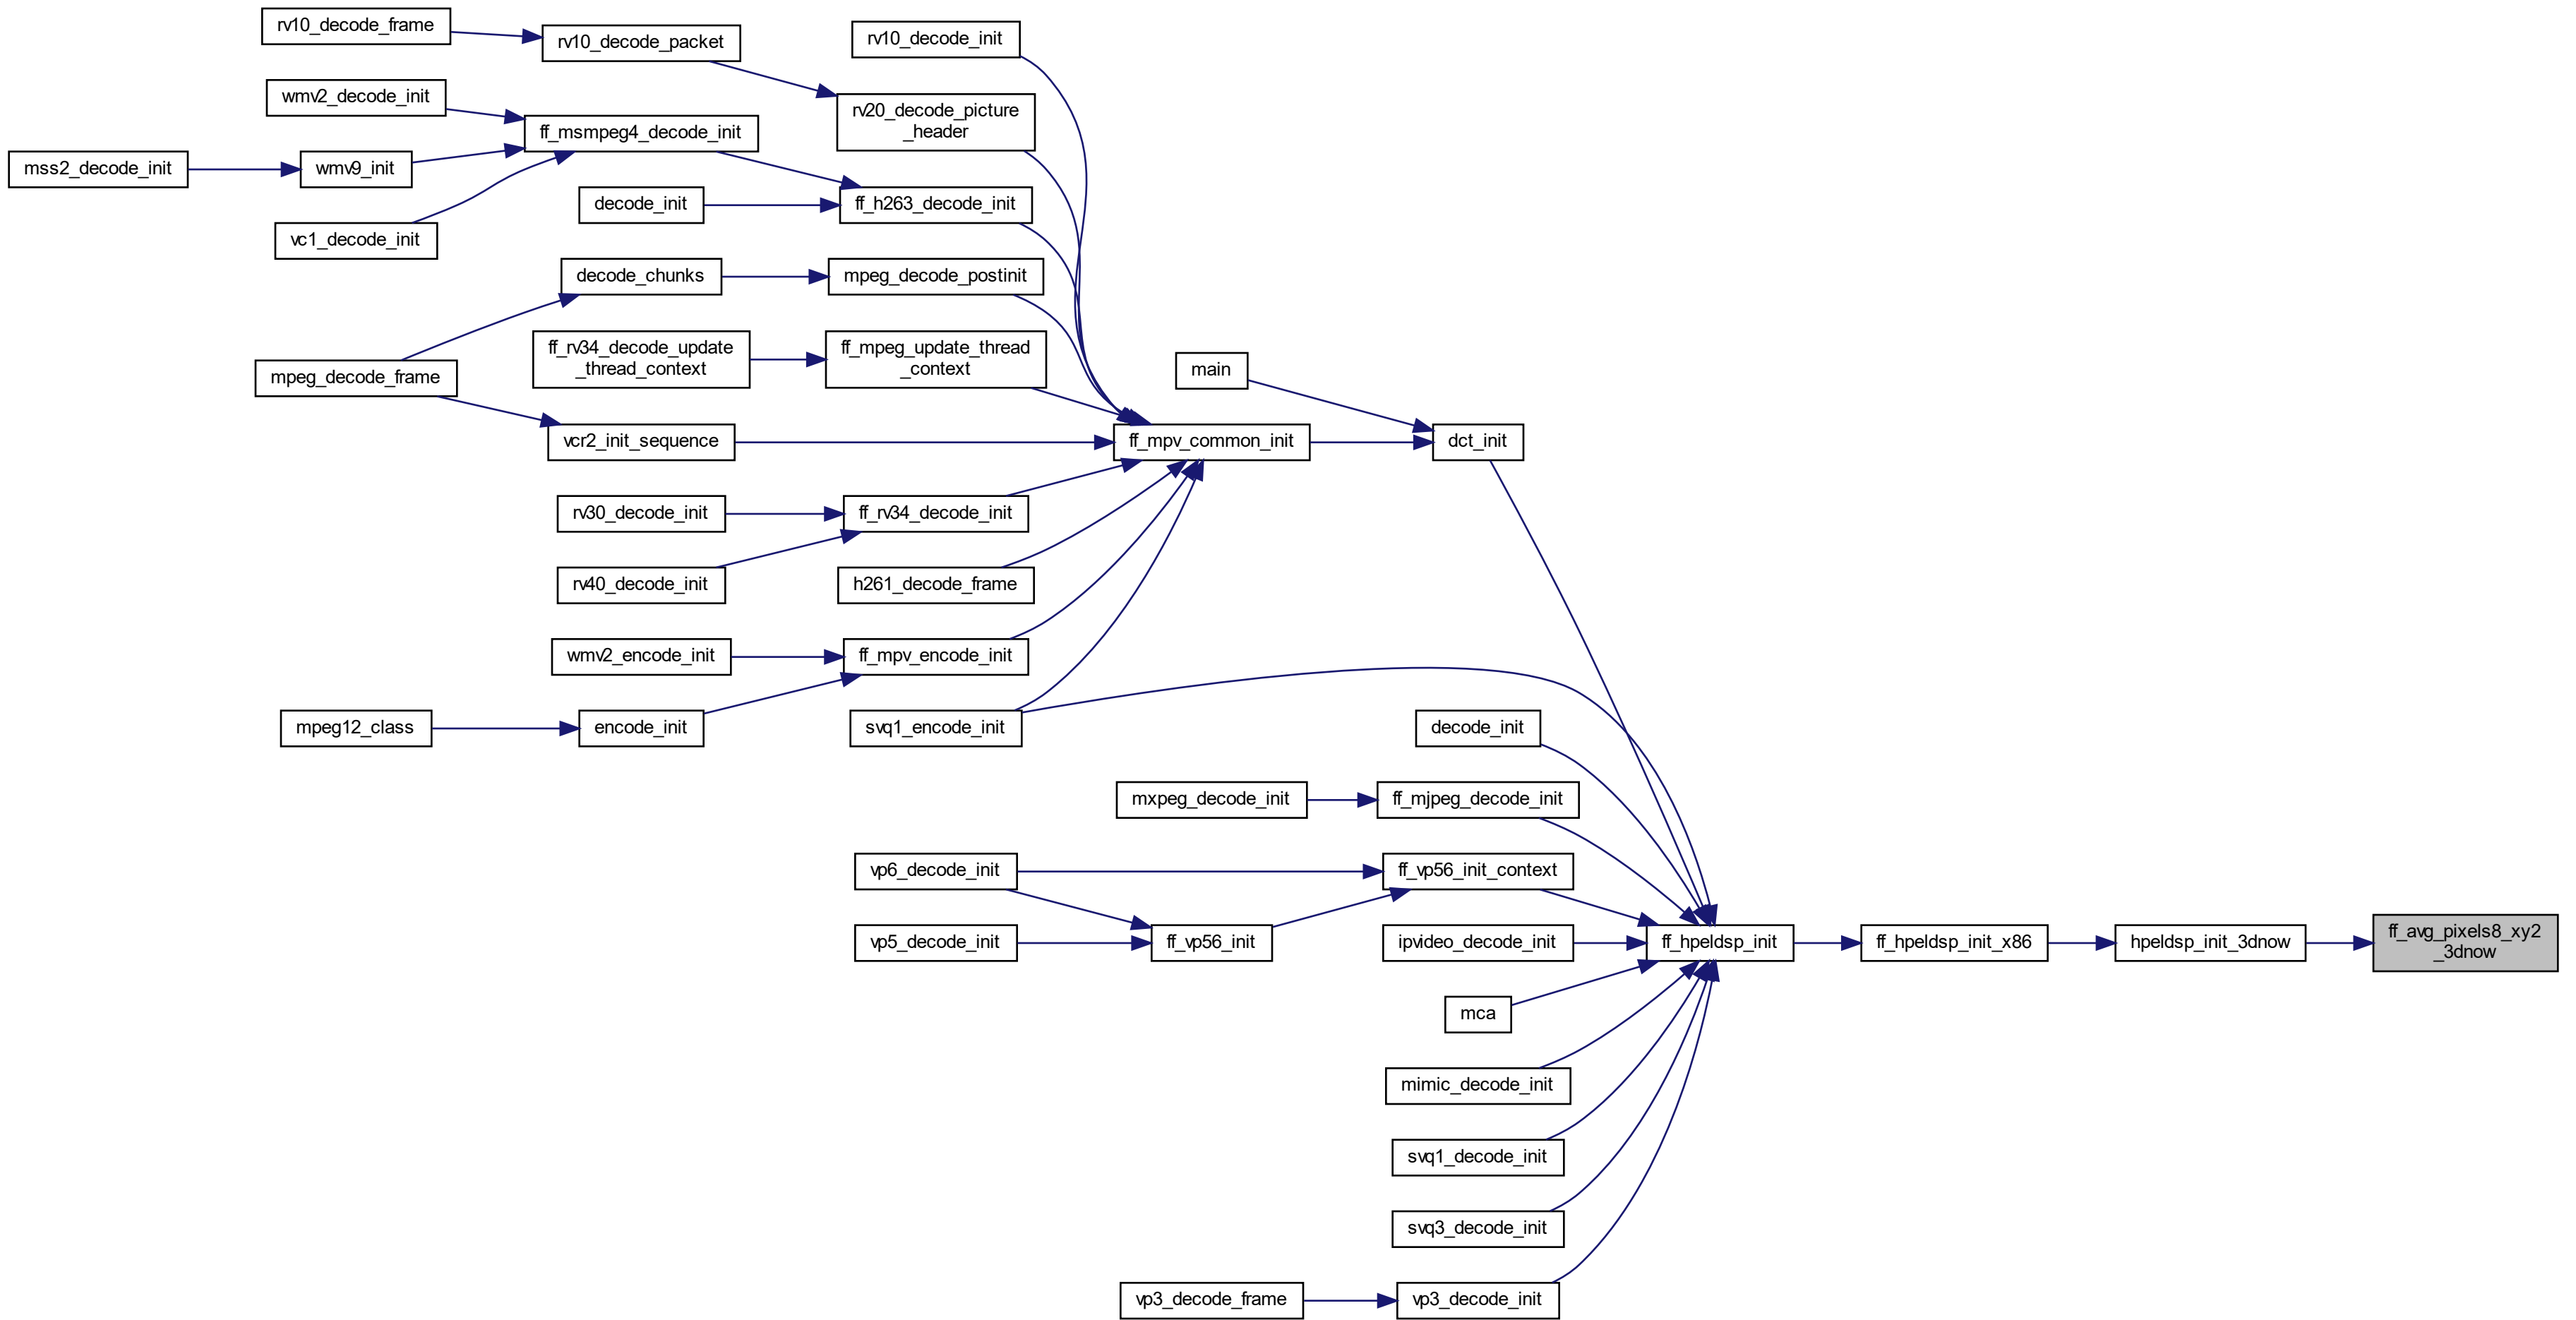 rv10_decode_frame
rv10_decode_packet
rv10_decode_init
wmv2_decode_init
rv20_decode_picture
_header
ff_msmpeg4_decode_init
mss2_decode_init
wmv9_init
decode_init
ff_h263_decode_init
vc1_decode_init
decode_chunks
mpeg_decode_postinit
ff_rv34_decode_update
_thread_context
ff_mpeg_update_thread
_context
main
mpeg_decode_frame
vcr2_init_sequence
ff_mpv_common_init
dct_init
rv30_decode_init
ff_rv34_decode_init
rv40_decode_init
h261_decode_frame
wmv2_encode_init
ff_mpv_encode_init
mpeg12_class
encode_init
svq1_encode_init
decode_init
mxpeg_decode_init
ff_mjpeg_decode_init
vp6_decode_init
ff_vp56_init_context
vp5_decode_init
ff_vp56_init
ipvideo_decode_init
ff_hpeldsp_init
ff_hpeldsp_init_x86
hpeldsp_init_3dnow
ff_avg_pixels8_xy2
_3dnow
mca
mimic_decode_init
svq1_decode_init
svq3_decode_init
vp3_decode_frame
vp3_decode_init